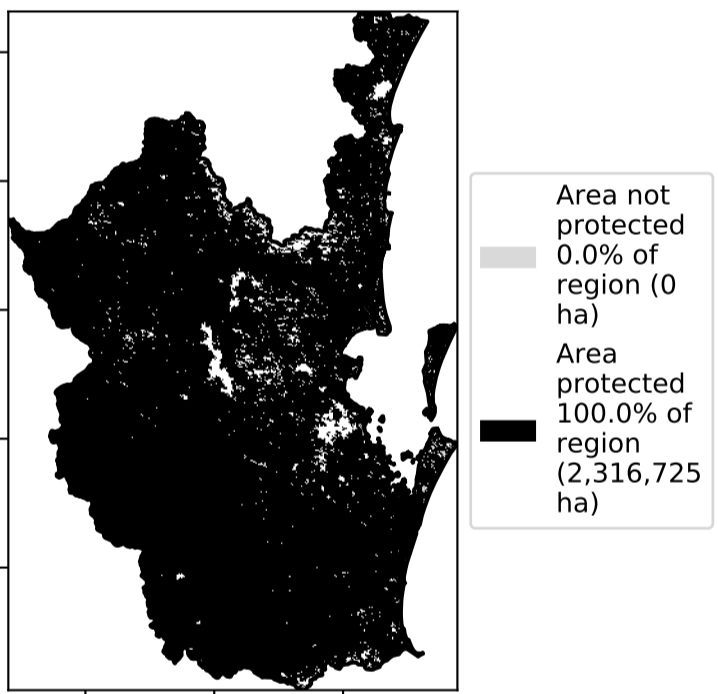 Area not
protected
0.0% of
region (0
ha)
Area
protected
100.0% of
region
(2,316,725
ha)